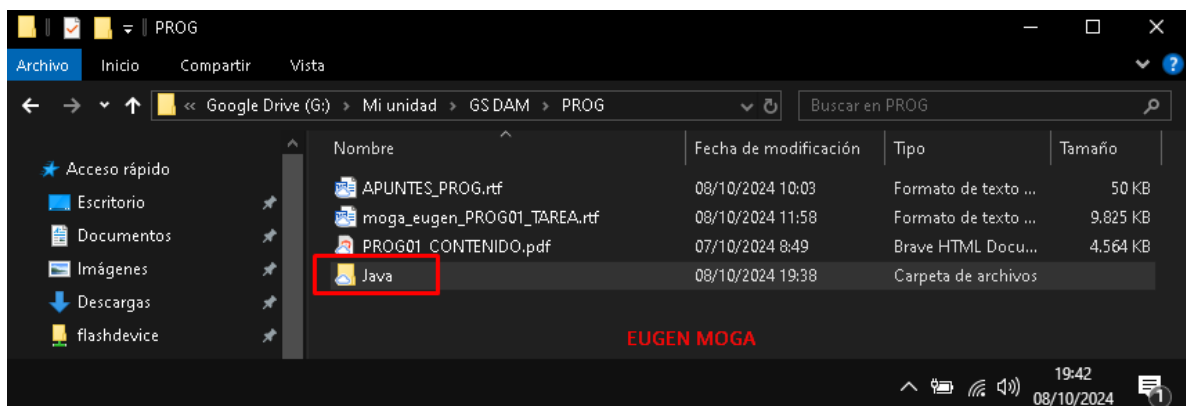 PROG
Archivo Inicio Compartir Vista
« Google Drive (G:) > Mi unidad > GS DAM > PROG Buscar en PROG
Nombre Fecha de modificación Tipo Tamaño
Acceso rápido
Escritorio
Documentos
Imágenes
Descargas
flashdevice
APUNTES_PROG.rtf 08/10/2024 10:03 Formato de texto ... 50 KB
moga_eugen_PROG01_TAREA.rtf 08/10/2024 11:58 Formato de texto ... 9.825 KB
PROG01_CONTENIDO.pdf 07/10/2024 8:49 Brave HTML Docu... 4.564 KB
Java 08/10/2024 19:38 Carpeta de archivos
EUGEN MOGA
19:42
08/10/2024
1